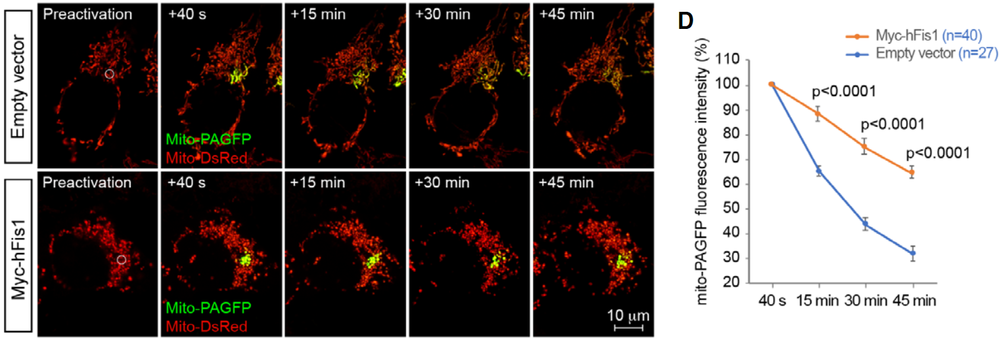 Empty vector
Preactivation
+40 s
+15 min
+30 min
+45 min
Mito-PAGFP
Mito-DsRed
Myc-hFis1
Preactivation
+40 s
+15 min
+30 min
+45 min
Mito-PAGFP
Mito-DsRed
10 μm
D
Myc-hFis1 (n=40)
Empty vector (n=27)
mito-PAGFP fluorescence intensity (%)
110
100
90
80
70
60
50
40
30
20
p<0.0001
p<0.0001
p<0.0001
40 s
15 min
30 min
45 min